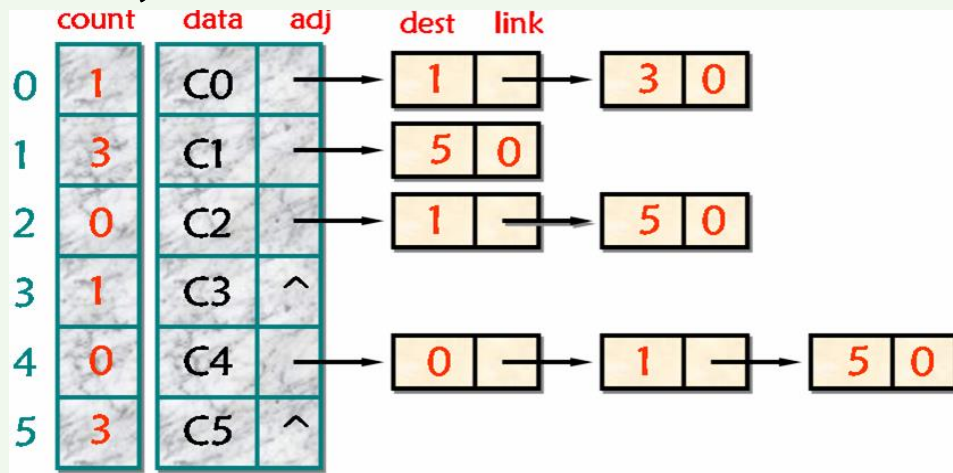 count data adj dest link
0 1 C0 1 3 0
1 3 C1 5 0
2 0 C2 1 5 0
3 1 C3 ^
4 0 C4 0 1 5 0
5 3 C5 ^